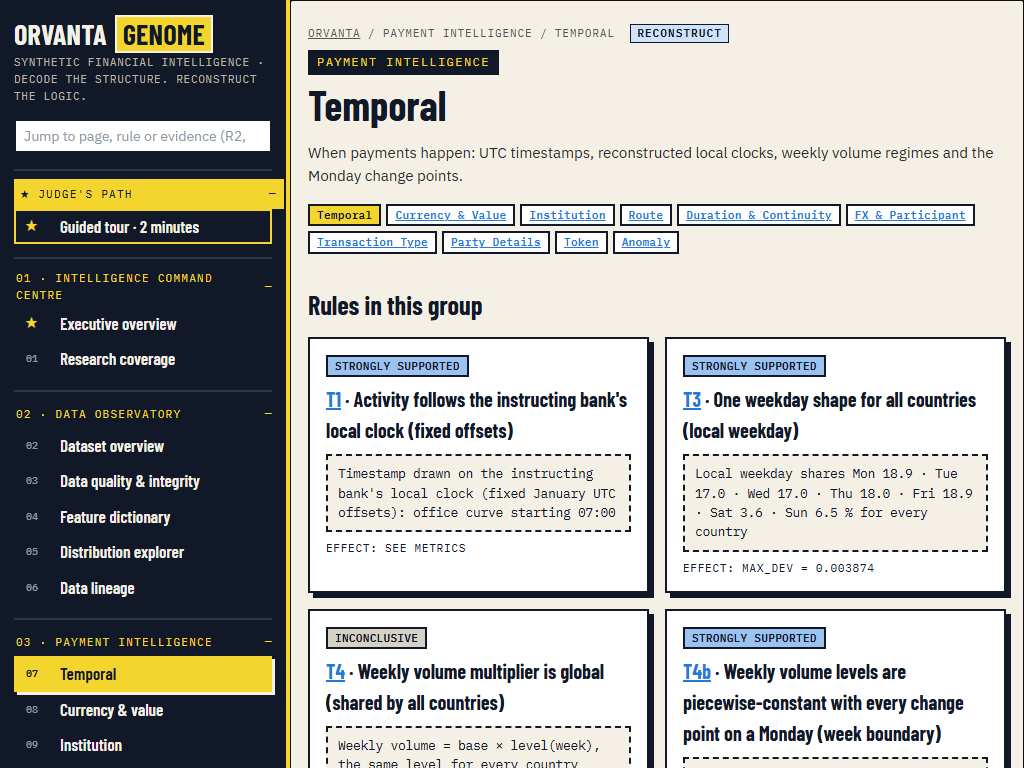 ORVANTA GENOME
SYNTHETIC FINANCIAL INTELLIGENCE ·
DECODE THE STRUCTURE. RECONSTRUCT
THE LOGIC.
Jump to page, rule or evidence (R2,
★ JUDGE'S PATH −
★ Guided tour · 2 minutes
01 · INTELLIGENCE COMMAND
CENTRE −
★ Executive overview
01 Research coverage
02 · DATA OBSERVATORY −
02 Dataset overview
03 Data quality & integrity
04 Feature dictionary
05 Distribution explorer
06 Data lineage
03 · PAYMENT INTELLIGENCE −
07 Temporal
08 Currency & value
09 Institution
ORVANTA / PAYMENT INTELLIGENCE / TEMPORAL RECONSTRUCT
PAYMENT INTELLIGENCE
Temporal
When payments happen: UTC timestamps, reconstructed local clocks, weekly volume regimes and the
Monday change points.
Temporal Currency & Value Institution Route Duration & Continuity FX & Participant
Transaction Type Party Details Token Anomaly
Rules in this group
STRONGLY SUPPORTED
T1 · Activity follows the instructing bank's
local clock (fixed offsets)
Timestamp drawn on the instructing
bank's local clock (fixed January UTC
offsets): office curve starting 07:00
EFFECT: SEE METRICS
STRONGLY SUPPORTED
T3 · One weekday shape for all countries
(local weekday)
Local weekday shares Mon 18.9 · Tue
17.0 · Wed 17.0 · Thu 18.0 · Fri 18.9
· Sat 3.6 · Sun 6.5 % for every
country
EFFECT: MAX_DEV = 0.003874
INCONCLUSIVE
T4 · Weekly volume multiplier is global
(shared by all countries)
Weekly volume = base × level(week),
the same level for every country
STRONGLY SUPPORTED
T4b · Weekly volume levels are
piecewise-constant with every change
point on a Monday (week boundary)